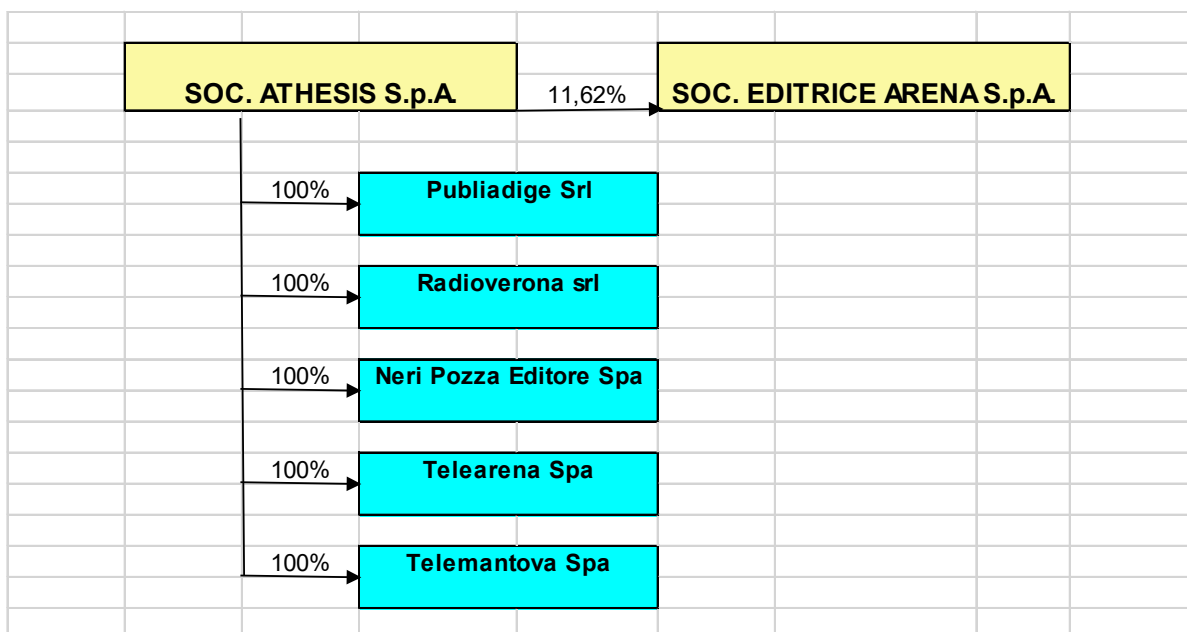 SOC. ATHESIS S.p.A. 11,62% SOC. EDITRICE ARENA S.p.A.
100% Publiadige Srl
100% Radioverona srl
100% Neri Pozza Editore Spa
100% Telearena Spa
100% Telemantova Spa